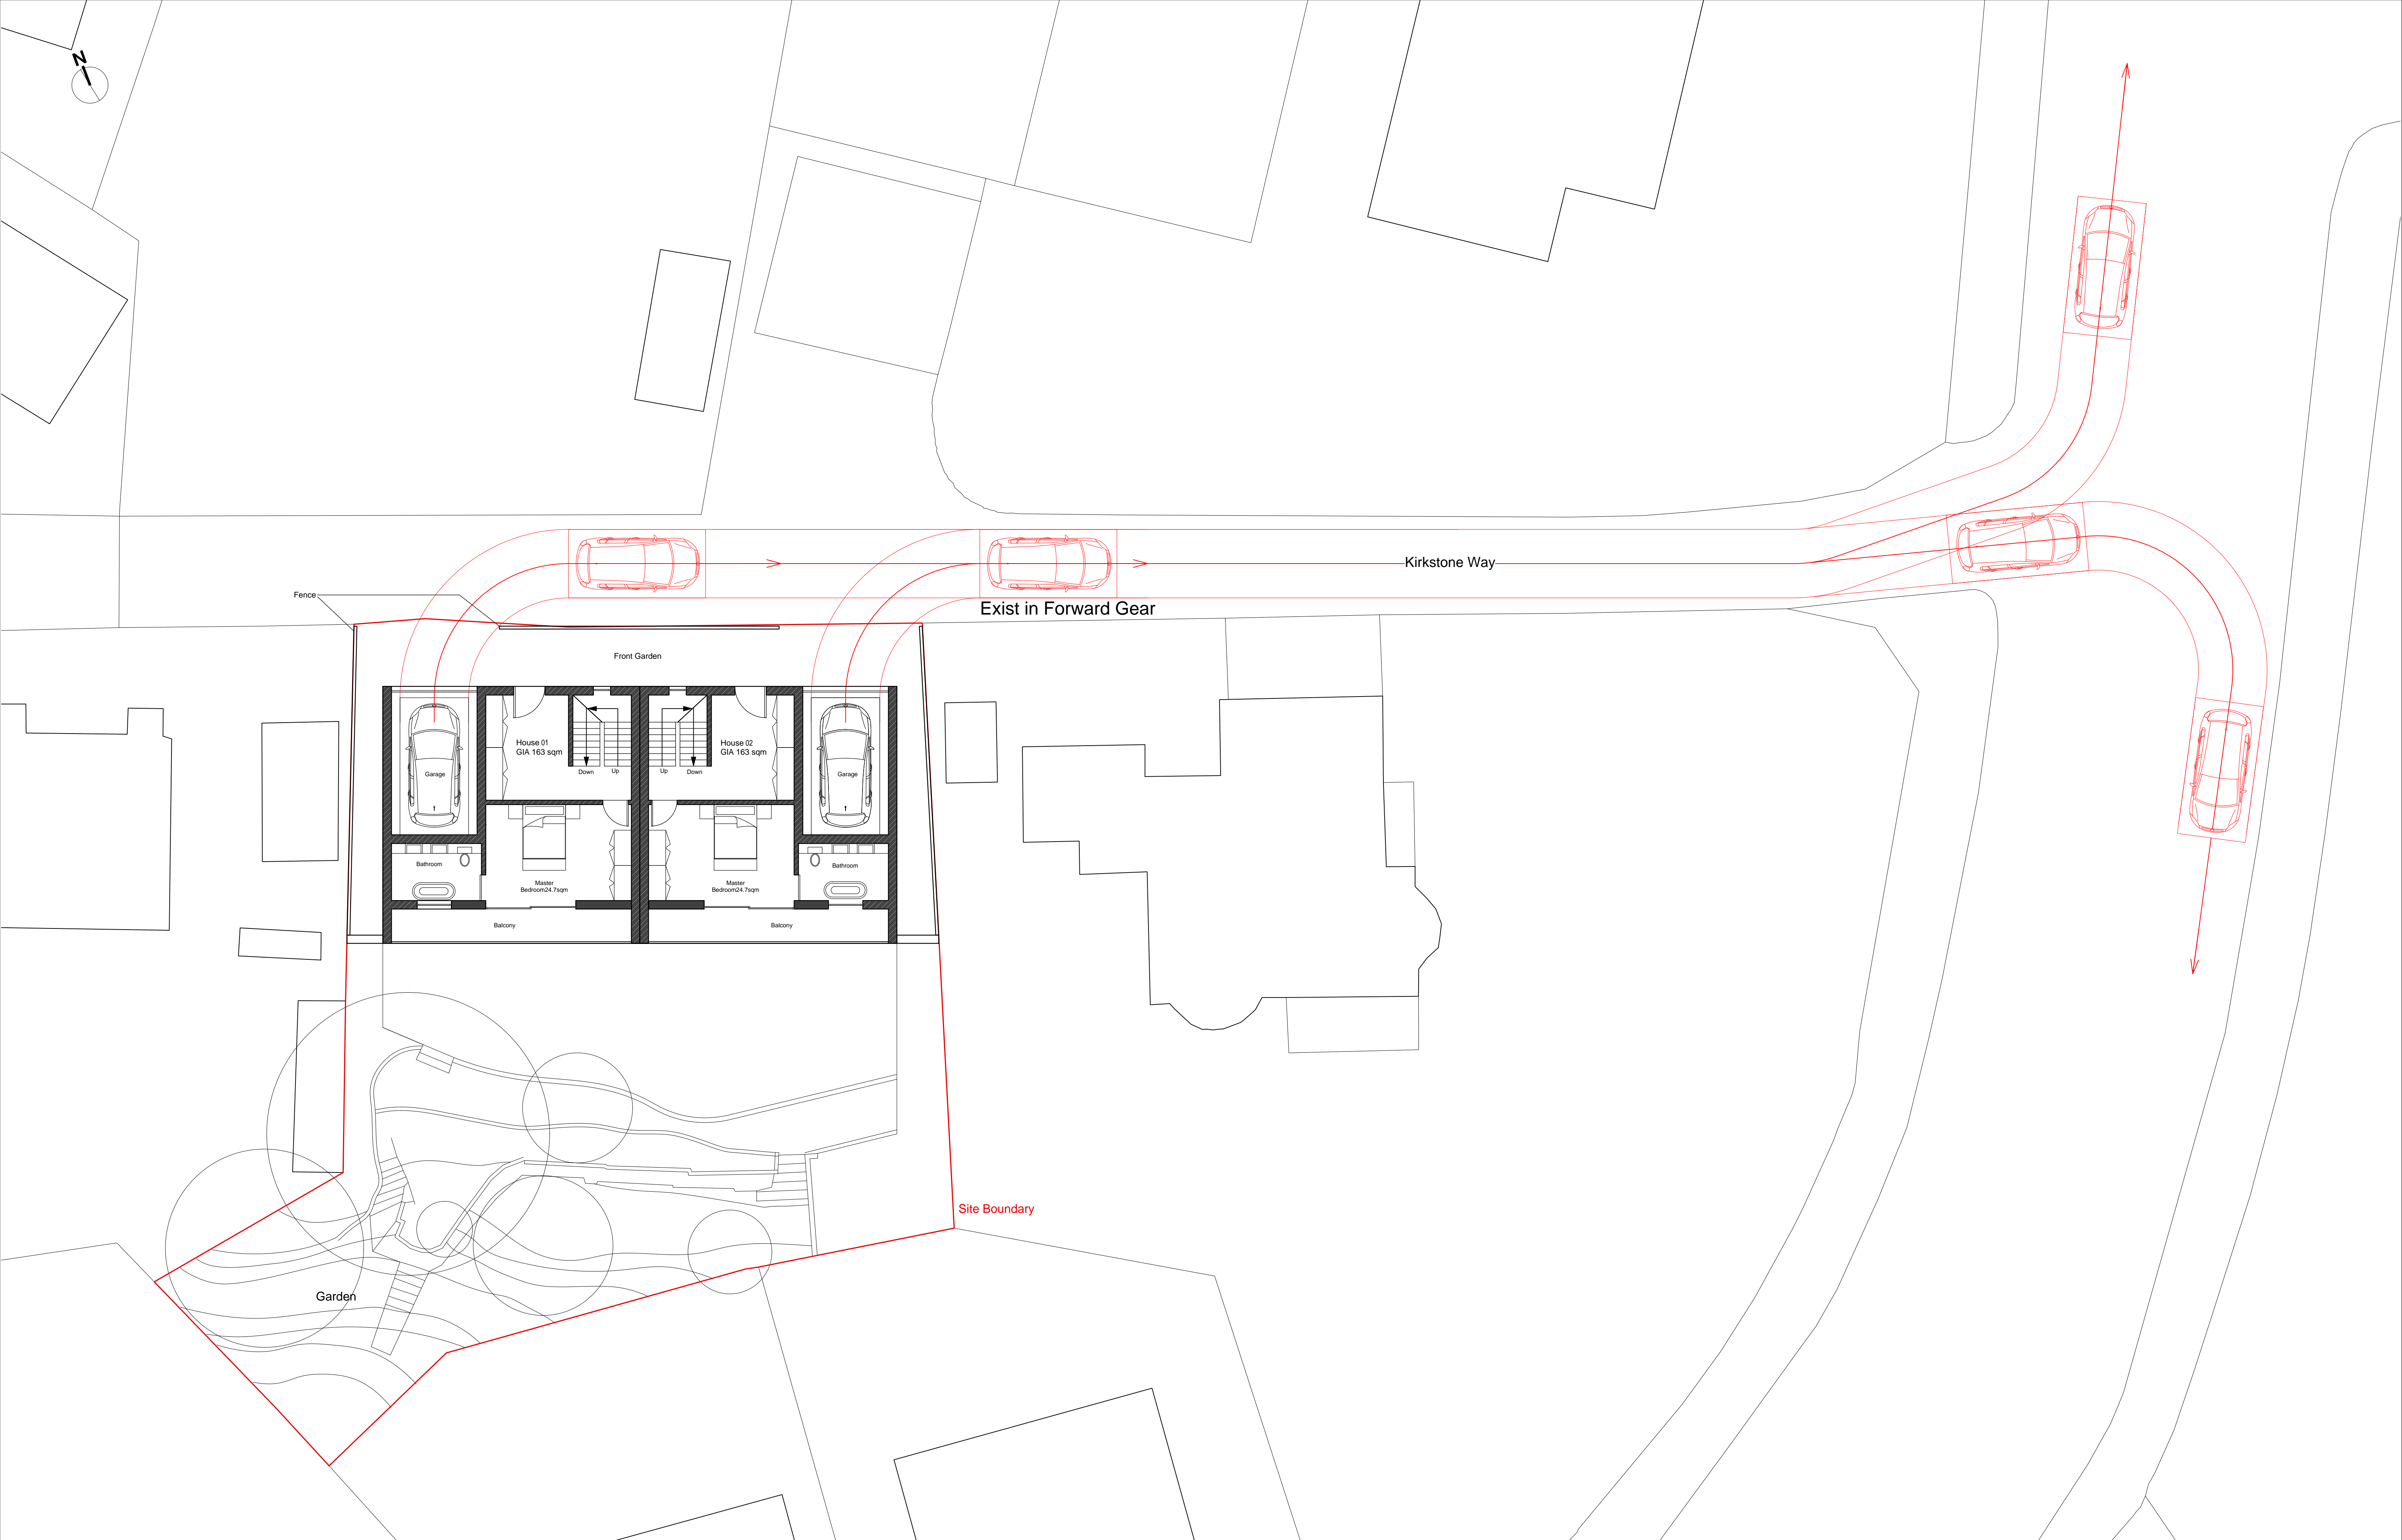 N
Kirkstone Way
Fence
Exist in Forward Gear
Front Garden
House 01
GIA 163 sqm
House 02
GIA 163 sqm
Down
Up
Up
Down
Garage
Garage
Bathroom
Bathroom
Master
Bedroom24.7sqm
Master
Bedroom24.7sqm
Balcony
Balcony
Site Boundary
Garden